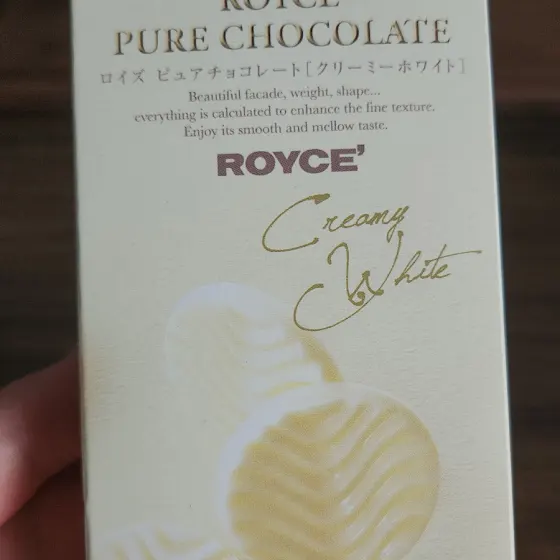 ROYCE'
PURE CHOCOLATE
ロイズ ピュアチョコレート[クリーミーホワイト]
Beautiful facade, weight, shape...
everything is calculated to enhance the fine texture.
Enjoy its smooth and mellow taste.
ROYCE'
Creamy
White